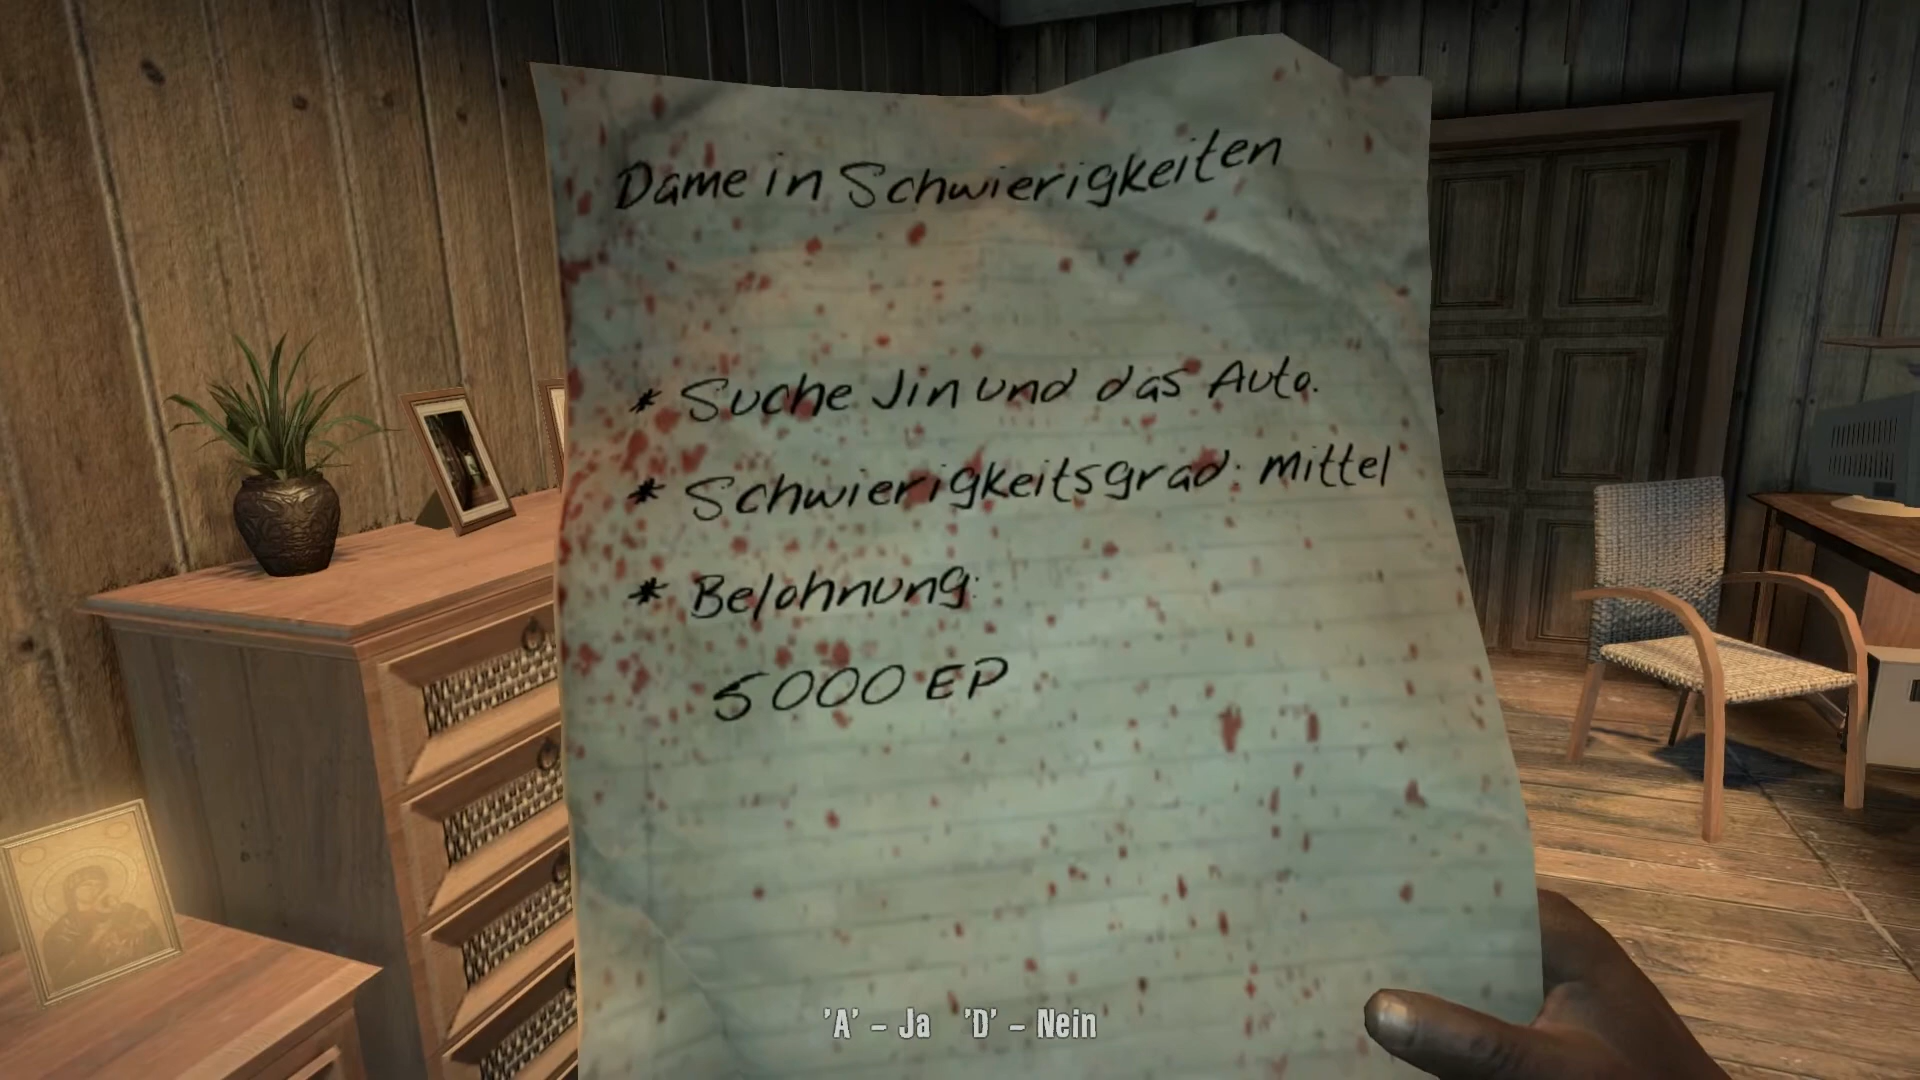 Dame in Schwierigkeiten
* Suche Jin und das Auto.
* Schwierigkeitsgrad: mittel
* Belohnung:
5000 EP
'A' – Ja 'D' – Nein